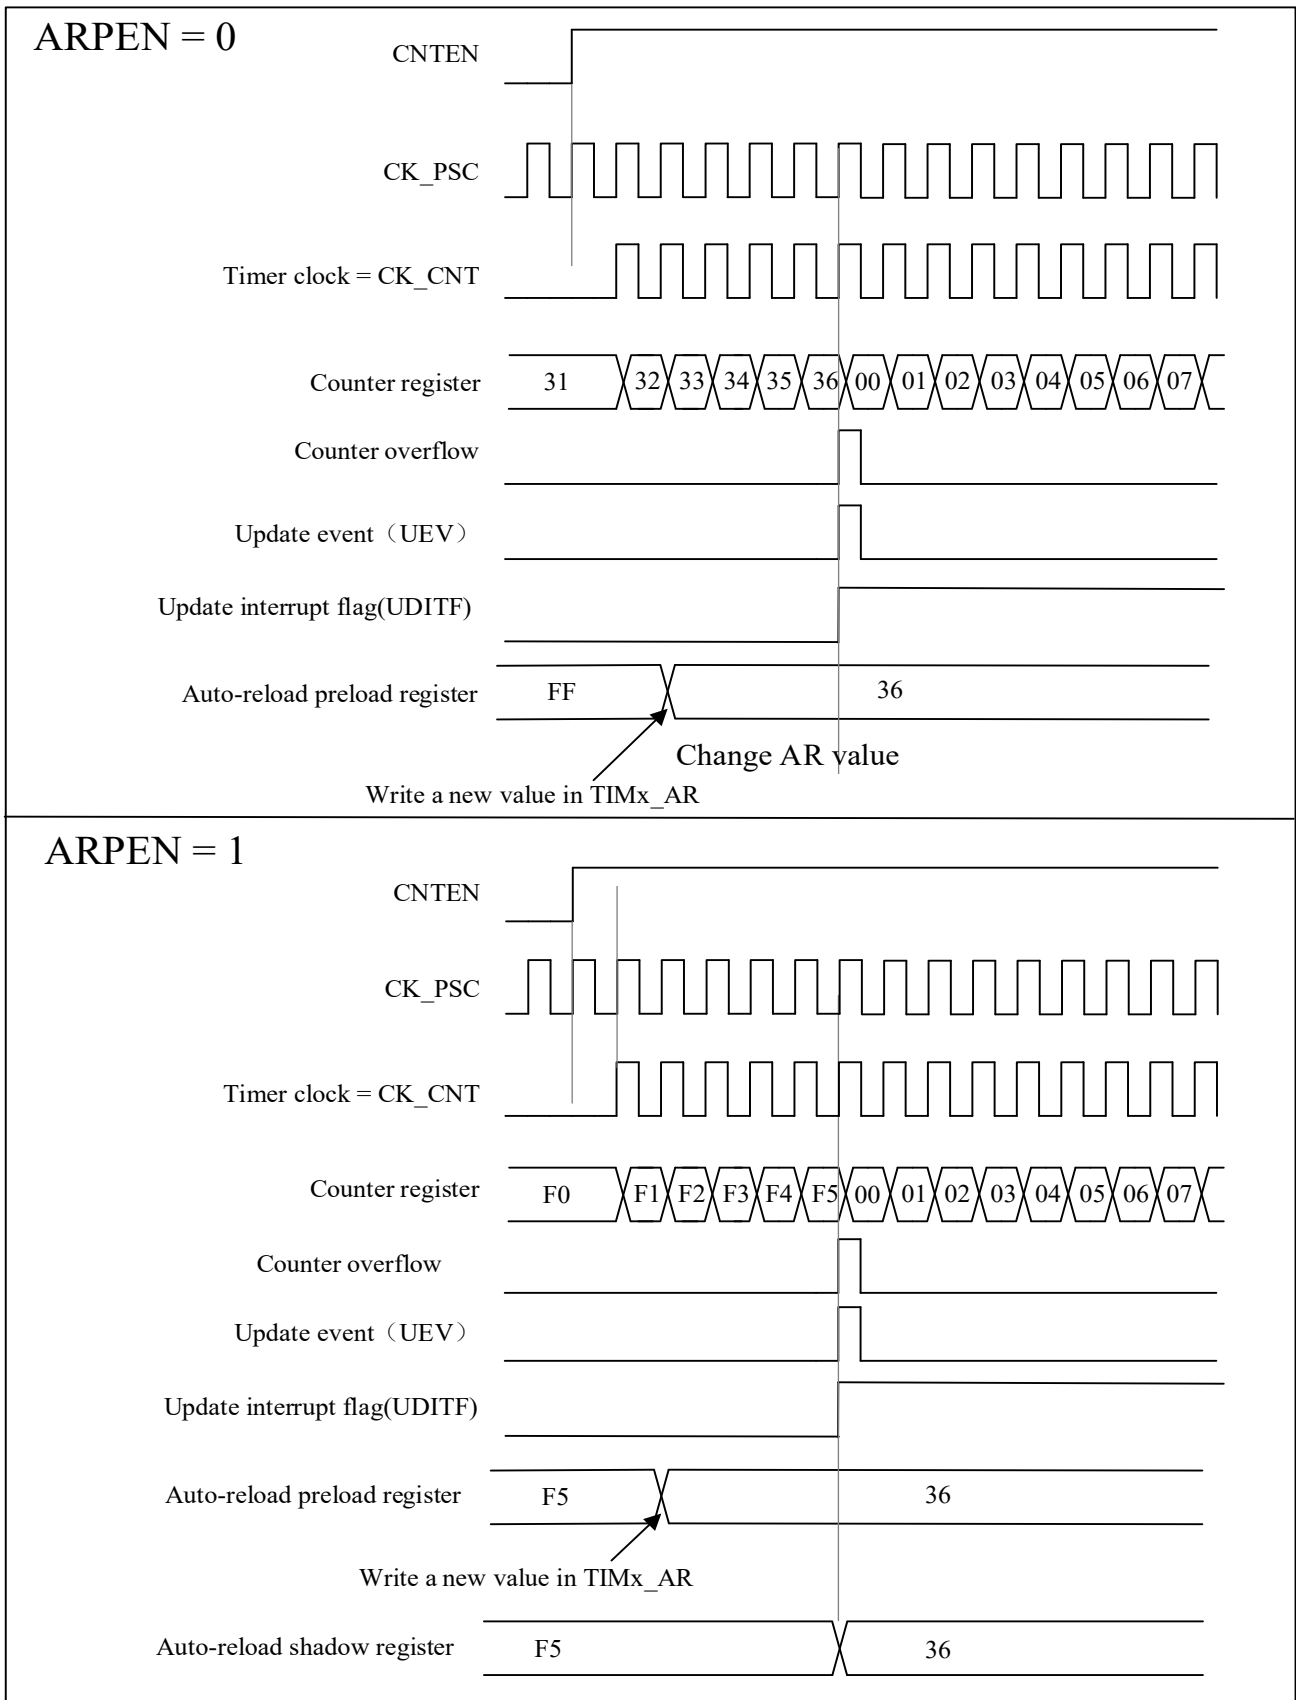 ARPEN = 0
CNTEN
CK_PSC
Timer clock = CK_CNT
Counter register 31 32 33 34 35 36 00 01 02 03 04 05 06 07
Counter overflow
Update event（UEV）
Update interrupt flag(UDITF)
Auto-reload preload register FF 36
Change AR value
Write a new value in TIMx_AR
ARPEN = 1
CNTEN
CK_PSC
Timer clock = CK_CNT
Counter register F0 F1 F2 F3 F4 F5 00 01 02 03 04 05 06 07
Counter overflow
Update event（UEV）
Update interrupt flag(UDITF)
Auto-reload preload register F5 36
Write a new value in TIMx_AR
Auto-reload shadow register F5 36